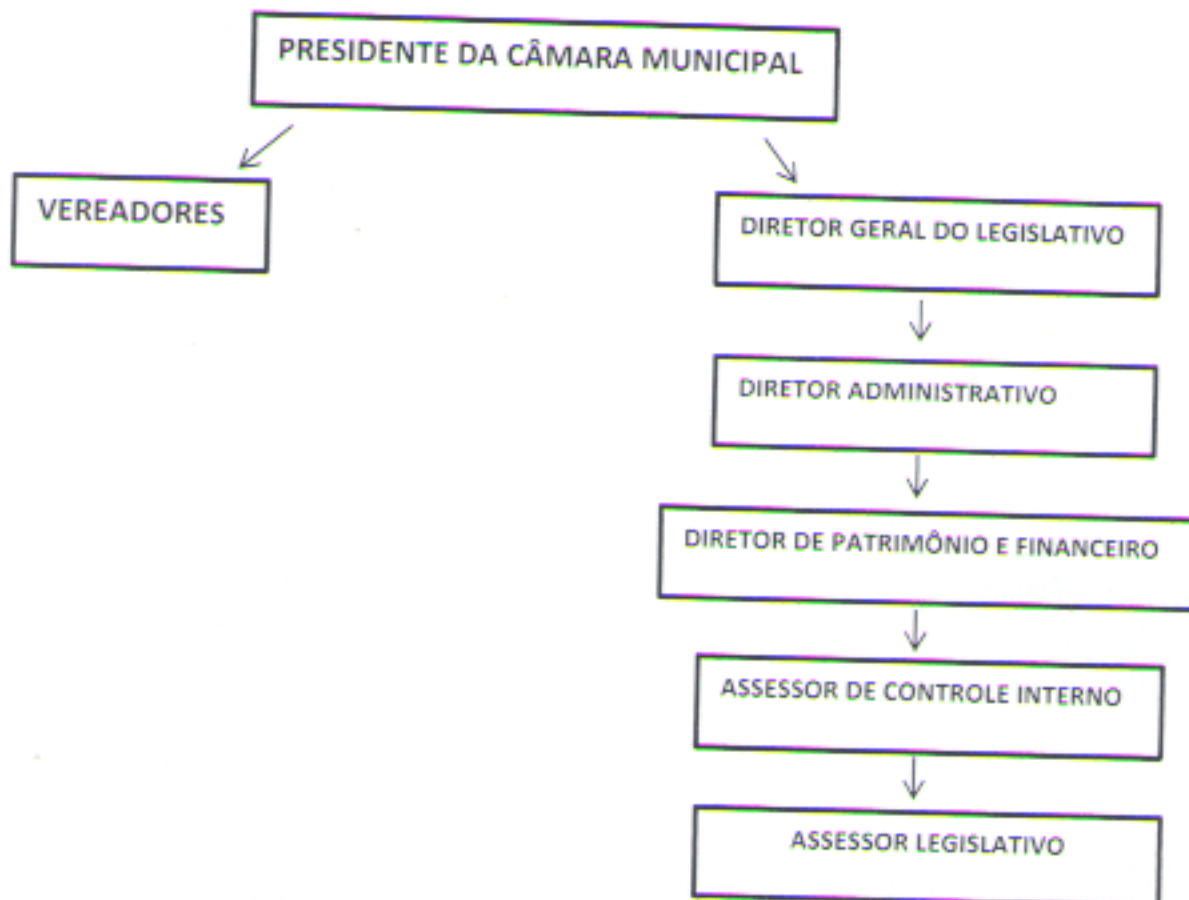 PRESIDENTE DA CÂMARA MUNICIPAL
VEREADORES
DIRETOR GERAL DO LEGISLATIVO
DIRETOR ADMINISTRATIVO
DIRETOR DE PATRIMÔNIO E FINANCEIRO
ASSESSOR DE CONTROLE INTERNO
ASSESSOR LEGISLATIVO